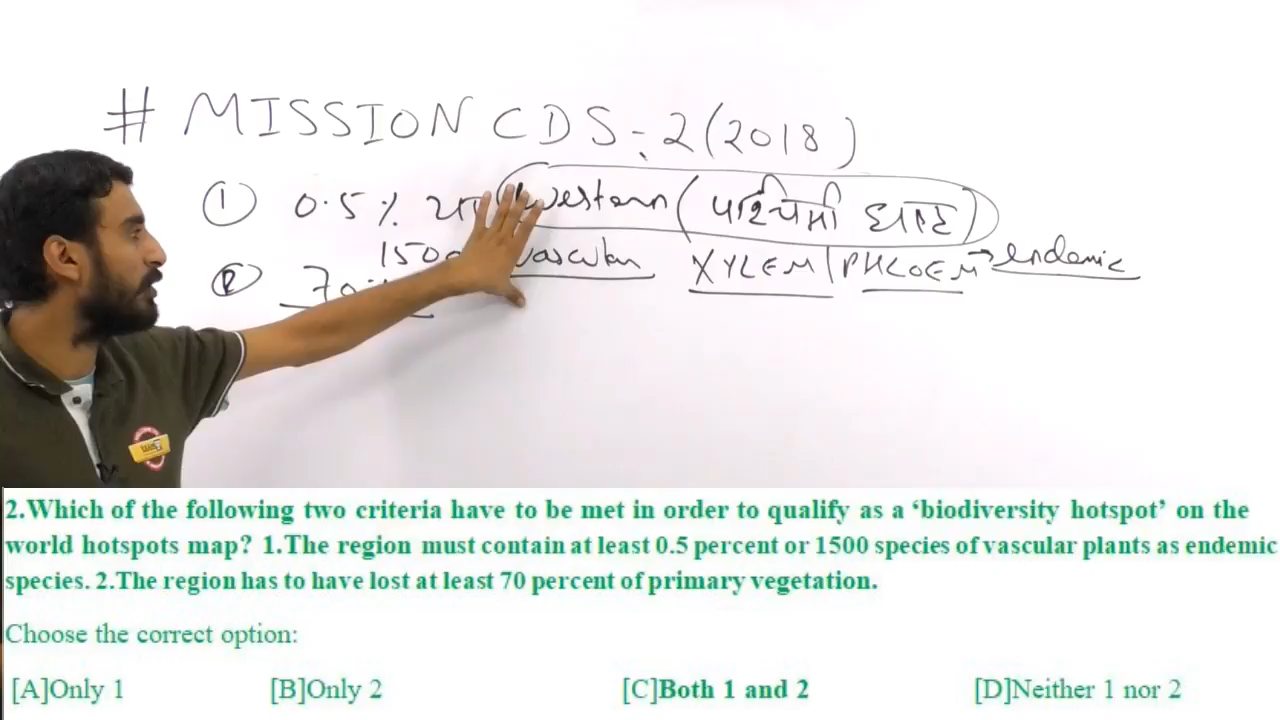 # MISSION CDS-2 (2018)
① 0.5% या Western (पश्चिमी घाट)
1500 vascular XYLEM | PHLOEM → endemic
② 70%
2.Which of the following two criteria have to be met in order to qualify as a ‘biodiversity hotspot’ on the
world hotspots map? 1.The region must contain at least 0.5 percent or 1500 species of vascular plants as endemic
species. 2.The region has to have lost at least 70 percent of primary vegetation.
Choose the correct option:
[A]Only 1 [B]Only 2 [C]Both 1 and 2 [D]Neither 1 nor 2